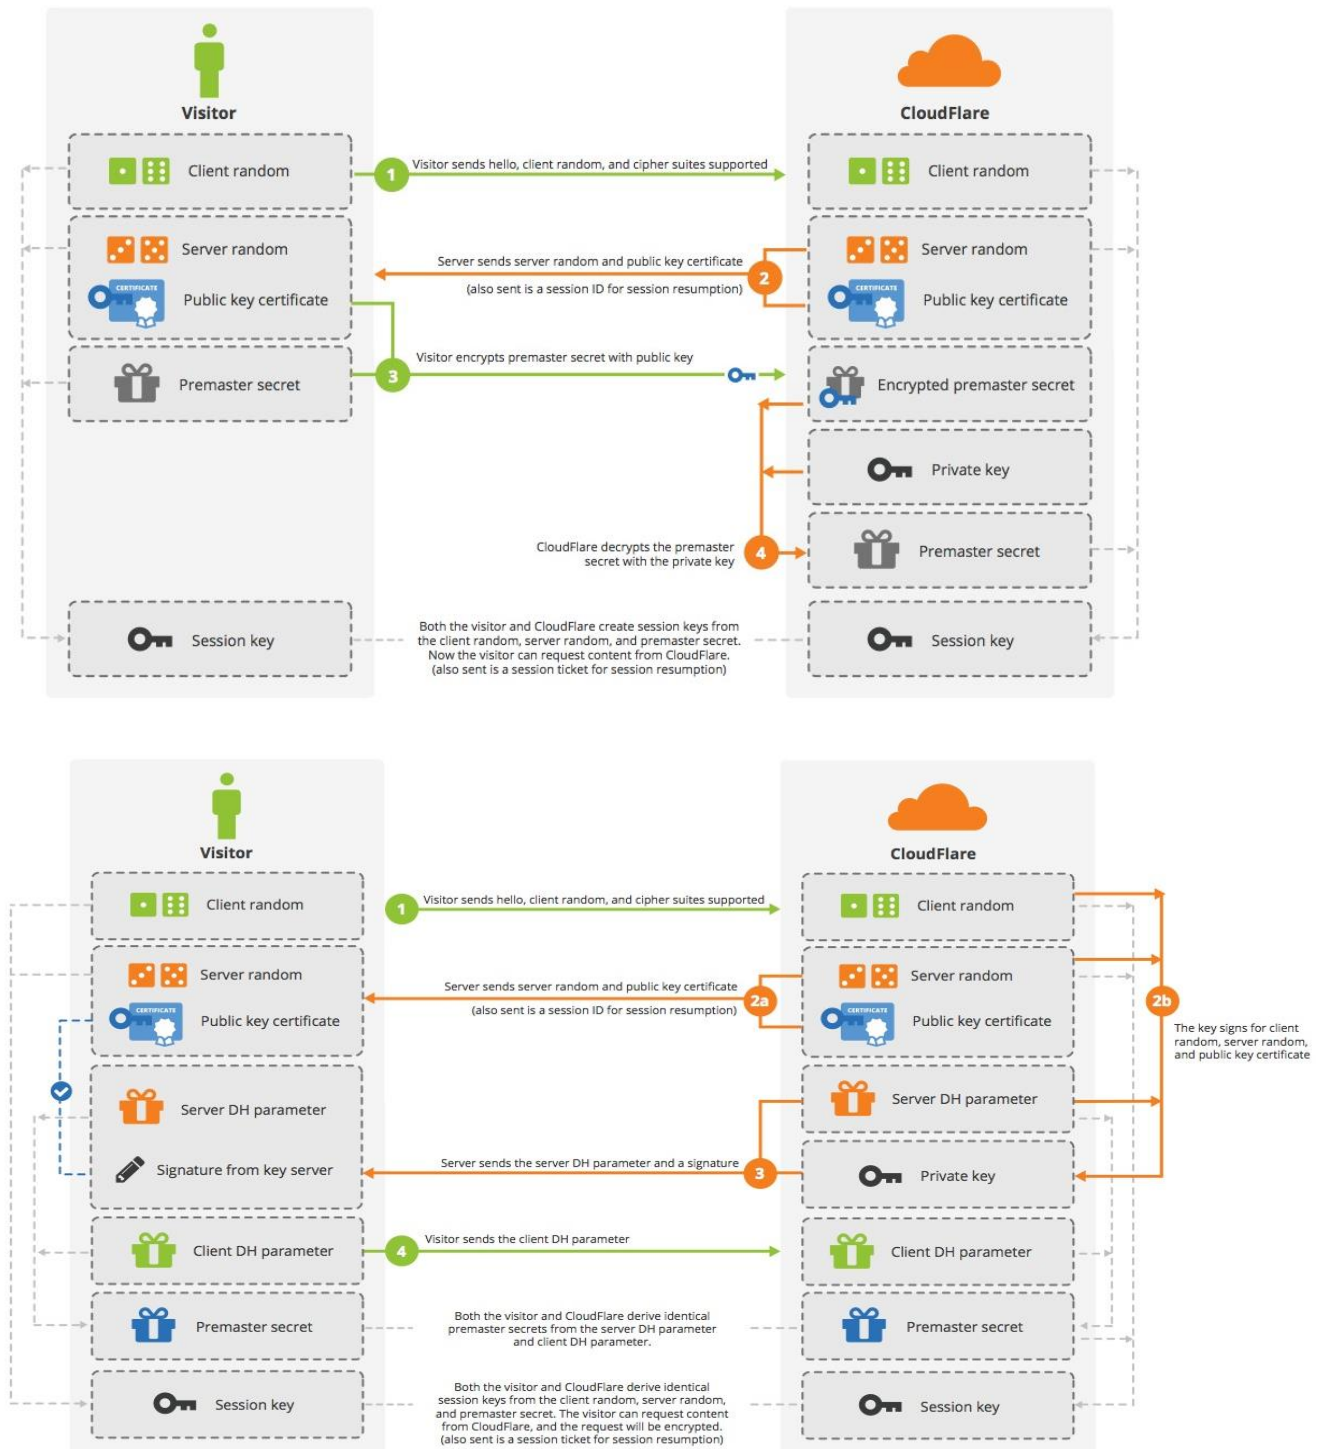 Visitor
CloudFlare
Client random
1
Visitor sends hello, client random, and cipher suites supported
Client random
Server random
CERTIFICATE
Public key certificate
Server sends server random and public key certificate
(also sent is a session ID for session resumption)
2
Server random
CERTIFICATE
Public key certificate
Premaster secret
3
Visitor encrypts premaster secret with public key
Encrypted premaster secret
Private key
CloudFlare decrypts the premaster
secret with the private key
4
Premaster secret
Session key
Both the visitor and CloudFlare create session keys from
the client random, server random, and premaster secret.
Now the visitor can request content from CloudFlare.
(also sent is a session ticket for session resumption)
Session key
Visitor
CloudFlare
Client random
1
Visitor sends hello, client random, and cipher suites supported
Client random
Server random
CERTIFICATE
Public key certificate
Server sends server random and public key certificate
(also sent is a session ID for session resumption)
2a
Server random
CERTIFICATE
Public key certificate
2b
The key signs for client
random, server random,
and public key certificate
Server DH parameter
Signature from key server
Server sends the server DH parameter and a signature
3
Server DH parameter
Private key
Client DH parameter
4
Visitor sends the client DH parameter
Client DH parameter
Premaster secret
Both the visitor and CloudFlare derive identical
premaster secrets from the server DH parameter
and client DH parameter.
Premaster secret
Session key
Both the visitor and CloudFlare derive identical
session keys from the client random, server random,
and premaster secret. The visitor can request content
from CloudFlare, and the request will be encrypted.
(also sent is a session ticket for session resumption)
Session key